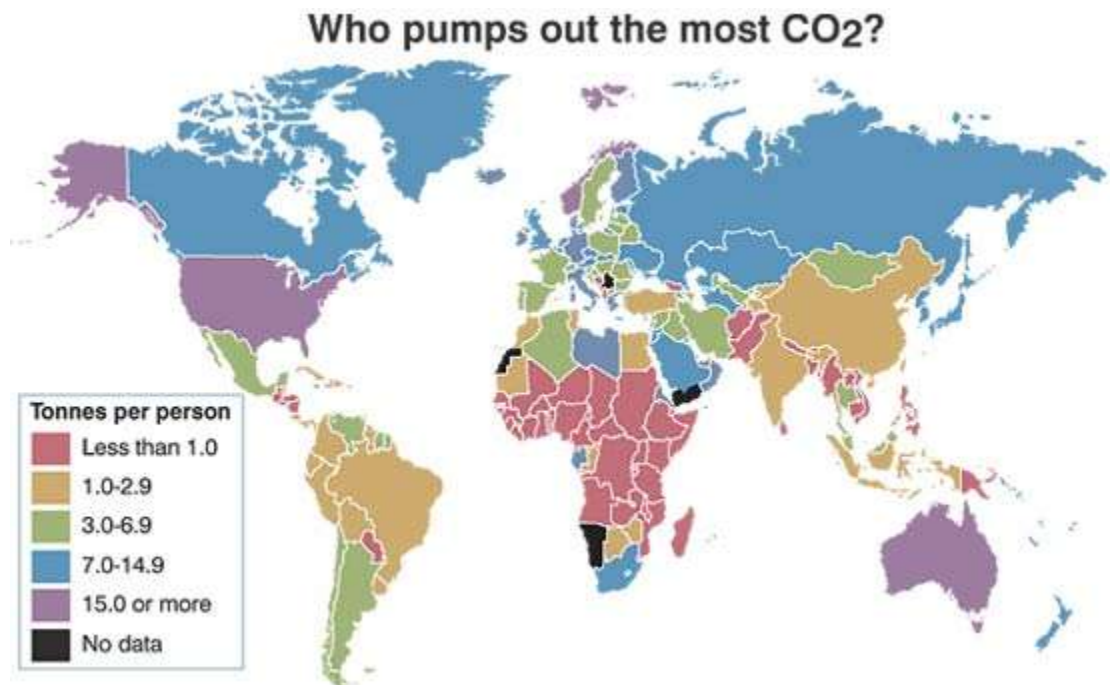 Who pumps out the most CO2?
Tonnes per person
Less than 1.0
1.0-2.9
3.0-6.9
7.0-14.9
15.0 or more
No data